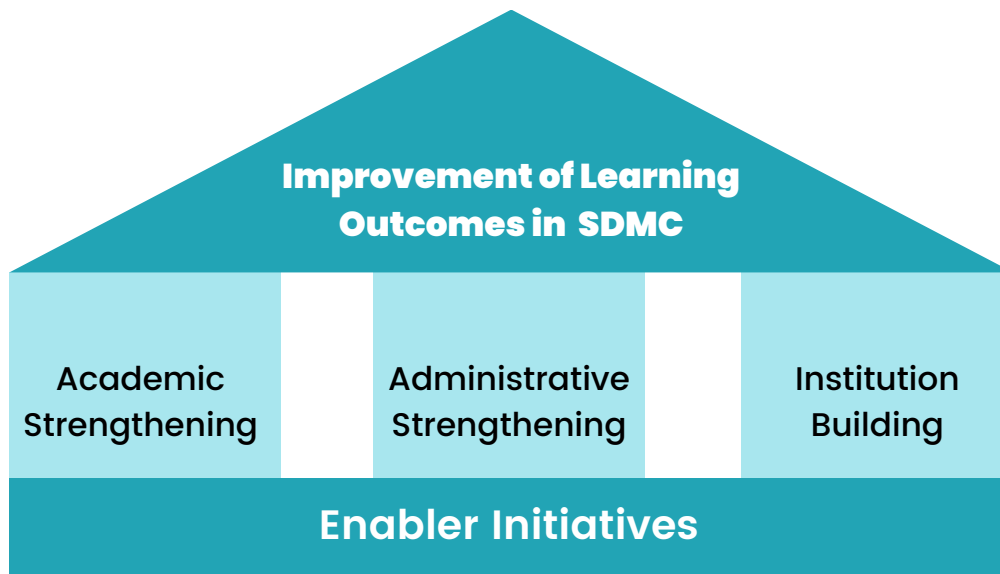 Improvement of Learning
Outcomes in SDMC
Academic
Strengthening
Administrative
Strengthening
Institution
Building
Enabler Initiatives